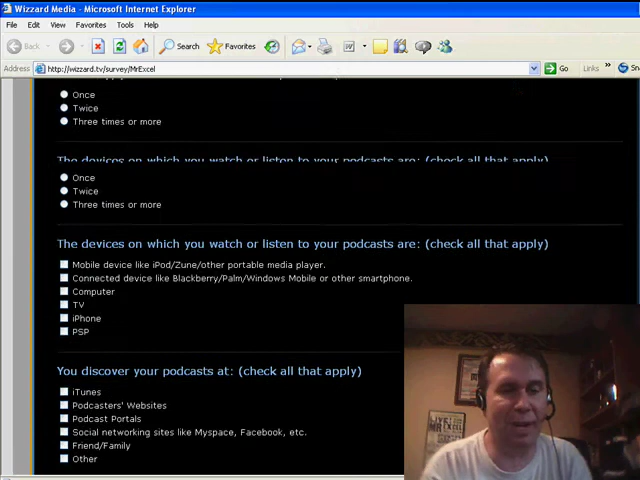 Wizzard Media - Microsoft Internet Explorer
File Edit View Favorites Tools Help
Back Search Favorites
Address http://wizzard.tv/survey/MrExcel Go Links
Once
Twice
Three times or more
The devices on which you watch or listen to your podcasts are: (check all that apply)
Once
Twice
Three times or more
The devices on which you watch or listen to your podcasts are: (check all that apply)
Mobile device like iPod/Zune/other portable media player.
Connected device like Blackberry/Palm/Windows Mobile or other smartphone.
Computer
TV
iPhone
PSP
You discover your podcasts at: (check all that apply)
iTunes
Podcasters' Websites
Podcast Portals
Social networking sites like Myspace, Facebook, etc.
Friend/Family
Other
LIVE!
MR
EXCEL